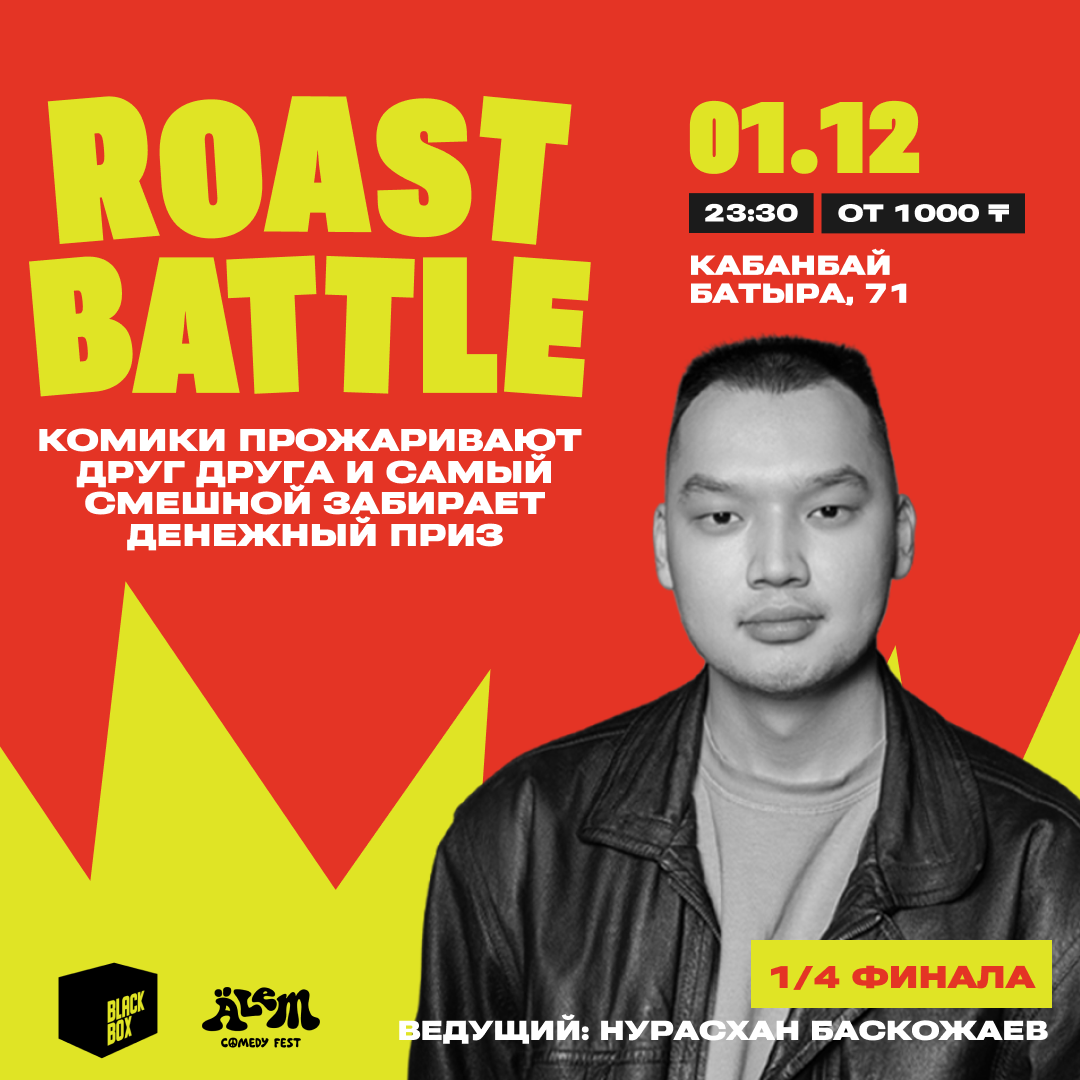 ROAST
BATTLE
КОМИКИ ПРОЖАРИВАЮТ
ДРУГ ДРУГА И САМЫЙ
СМЕШНОЙ ЗАБИРАЕТ
ДЕНЕЖНЫЙ ПРИЗ
01.12
23:30 ОТ 1000 ₸
КАБАНБАЙ
БАТЫРА, 71
1/4 ФИНАЛА
ВЕДУЩИЙ: НУРАСХАН БАСКОЖАЕВ
BLACK
BOX
ÄLEM
COMEDY FEST